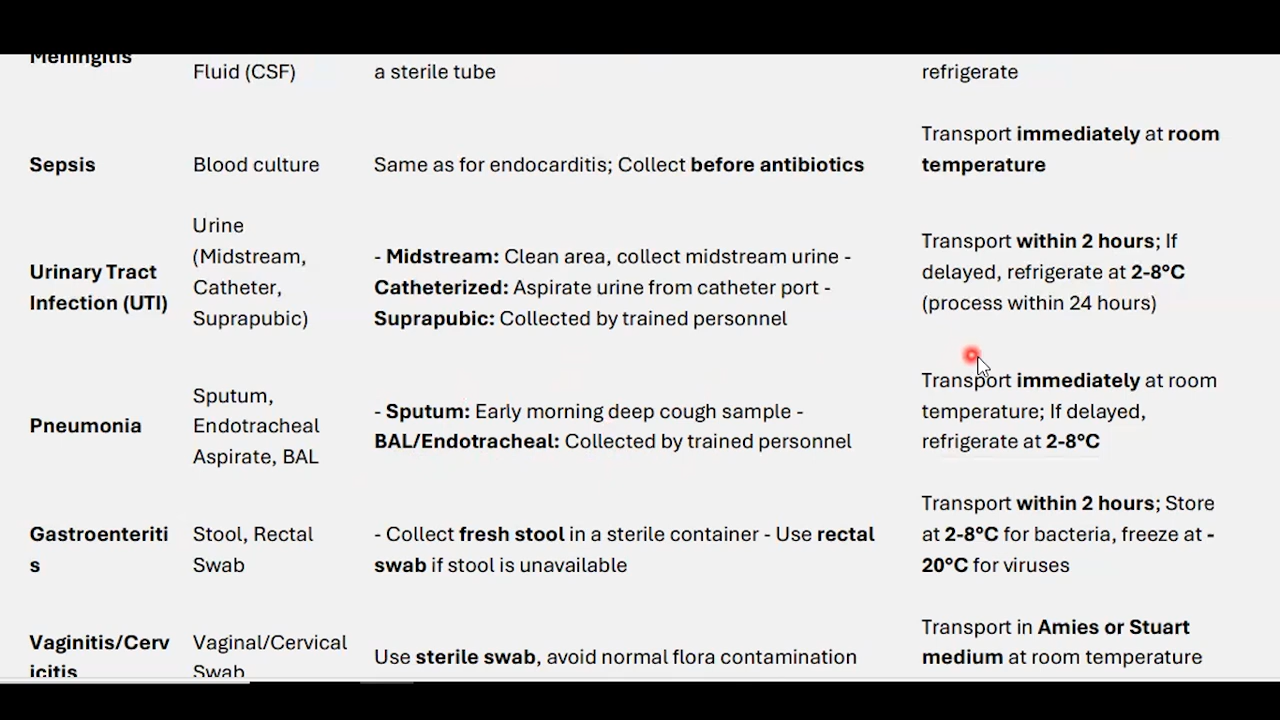 Meningitis
Fluid (CSF)
a sterile tube
refrigerate
Sepsis
Blood culture
Same as for endocarditis; Collect before antibiotics
Transport immediately at room
temperature
Urinary Tract
Infection (UTI)
Urine
(Midstream,
Catheter,
Suprapubic)
- Midstream: Clean area, collect midstream urine -
Catheterized: Aspirate urine from catheter port -
Suprapubic: Collected by trained personnel
Transport within 2 hours; If
delayed, refrigerate at 2-8°C
(process within 24 hours)
Pneumonia
Sputum,
Endotracheal
Aspirate, BAL
- Sputum: Early morning deep cough sample -
BAL/Endotracheal: Collected by trained personnel
Transport immediately at room
temperature; If delayed,
refrigerate at 2-8°C
Gastroenteriti
s
Stool, Rectal
Swab
- Collect fresh stool in a sterile container - Use rectal
swab if stool is unavailable
Transport within 2 hours; Store
at 2-8°C for bacteria, freeze at -
20°C for viruses
Vaginitis/Cerv
icitis
Vaginal/Cervical
Swab
Use sterile swab, avoid normal flora contamination
Transport in Amies or Stuart
medium at room temperature